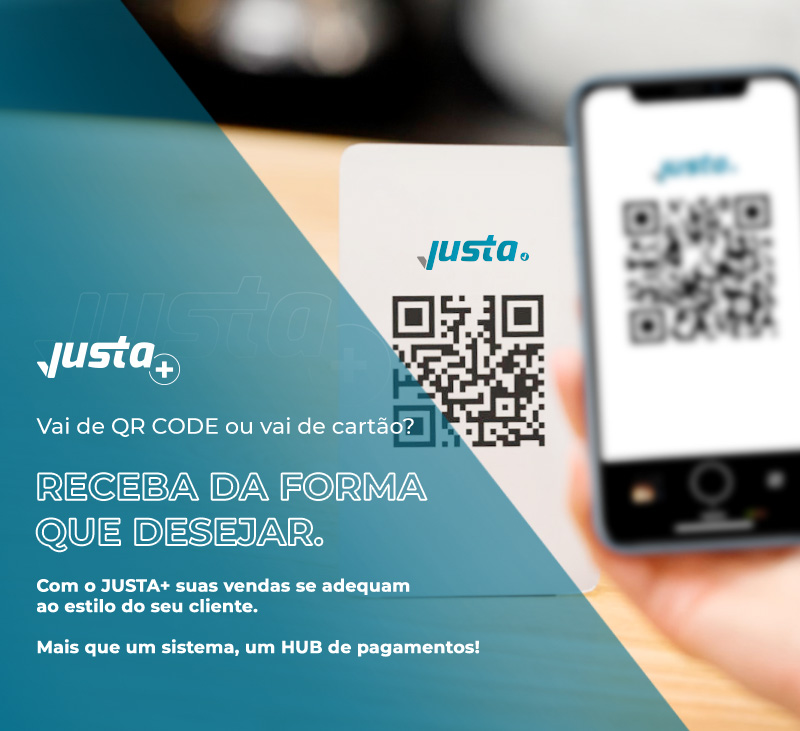 justa.
justa.
justa+
justa+
Vai de QR CODE ou vai de cartão?
RECEBA DA FORMA
QUE DESEJAR.
Com o JUSTA+ suas vendas se adequam
ao estilo do seu cliente.
Mais que um sistema, um HUB de pagamentos!